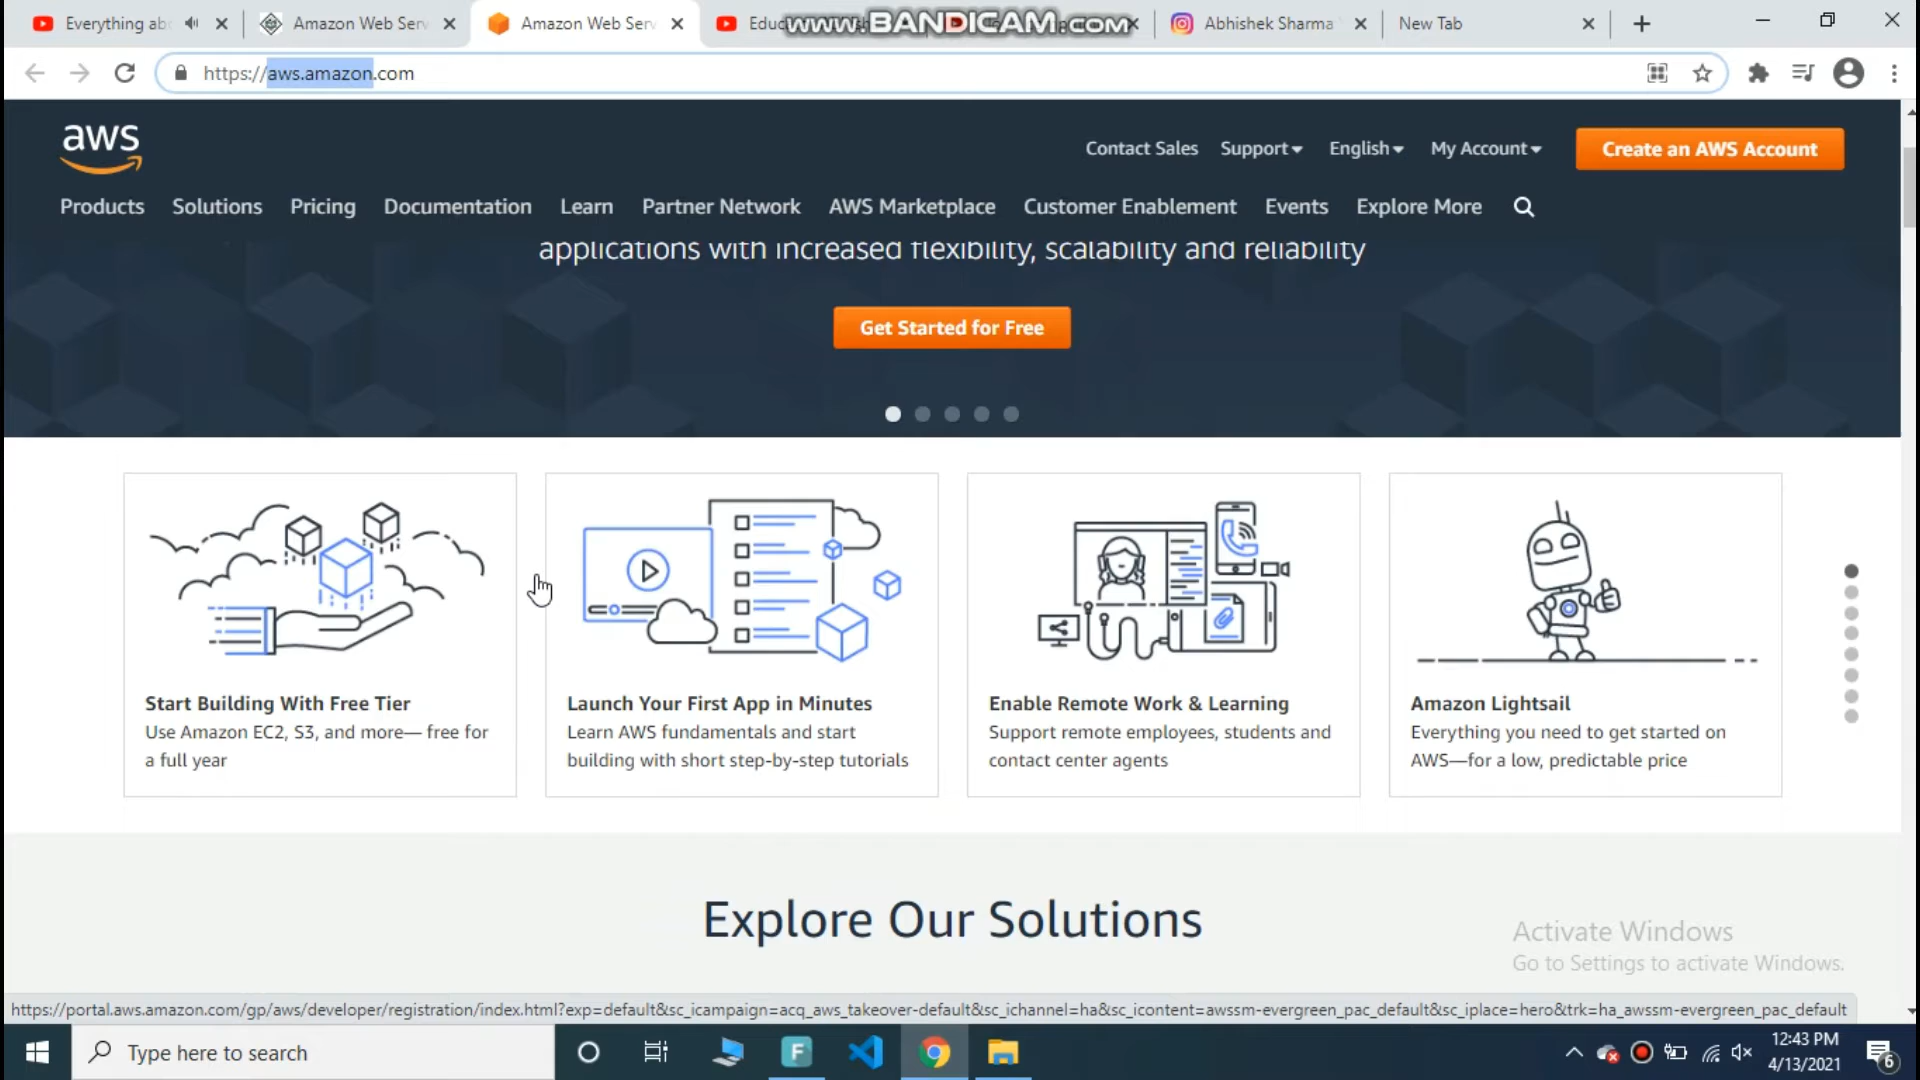 Everything ab
Amazon Web Serv
Amazon Web Serv
Educ
www.BANDICAM.com
Abhishek Sharma
New Tab
https://aws.amazon.com
aws
Contact Sales
Support
English
My Account
Create an AWS Account
Products
Solutions
Pricing
Documentation
Learn
Partner Network
AWS Marketplace
Customer Enablement
Events
Explore More
applications with increased flexibility, scalability and reliability
Get Started for Free
Start Building With Free Tier
Use Amazon EC2, S3, and more— free for
a full year
Launch Your First App in Minutes
Learn AWS fundamentals and start
building with short step-by-step tutorials
Enable Remote Work & Learning
Support remote employees, students and
contact center agents
Amazon Lightsail
Everything you need to get started on
AWS—for a low, predictable price
Explore Our Solutions
Activate Windows
Go to Settings to activate Windows.
https://portal.aws.amazon.com/gp/aws/developer/registration/index.html?exp=default&sc_icampaign=acq_aws_takeover-default&sc_ichannel=ha&sc_icontent=awssm-evergreen_pac_default&sc_iplace=hero&trk=ha_awssm-evergreen_pac_default
Type here to search
F
12:43 PM
4/13/2021
6